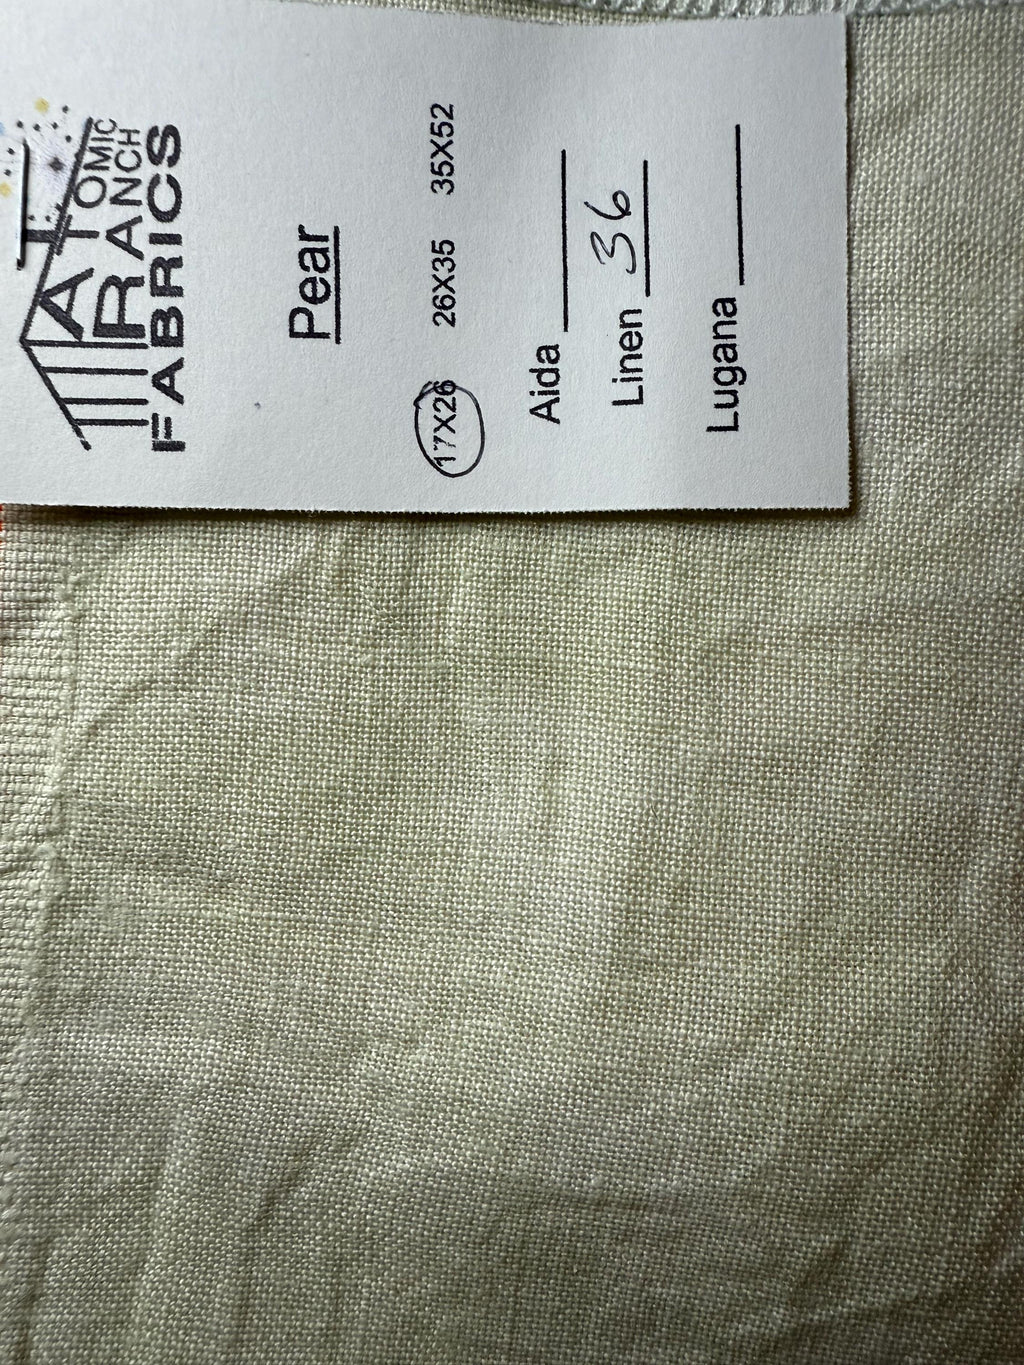 ATOMIC
RANCH
FABRICS
Pear
17X26 26X35 35X52
Aida
Linen 36
Lugana